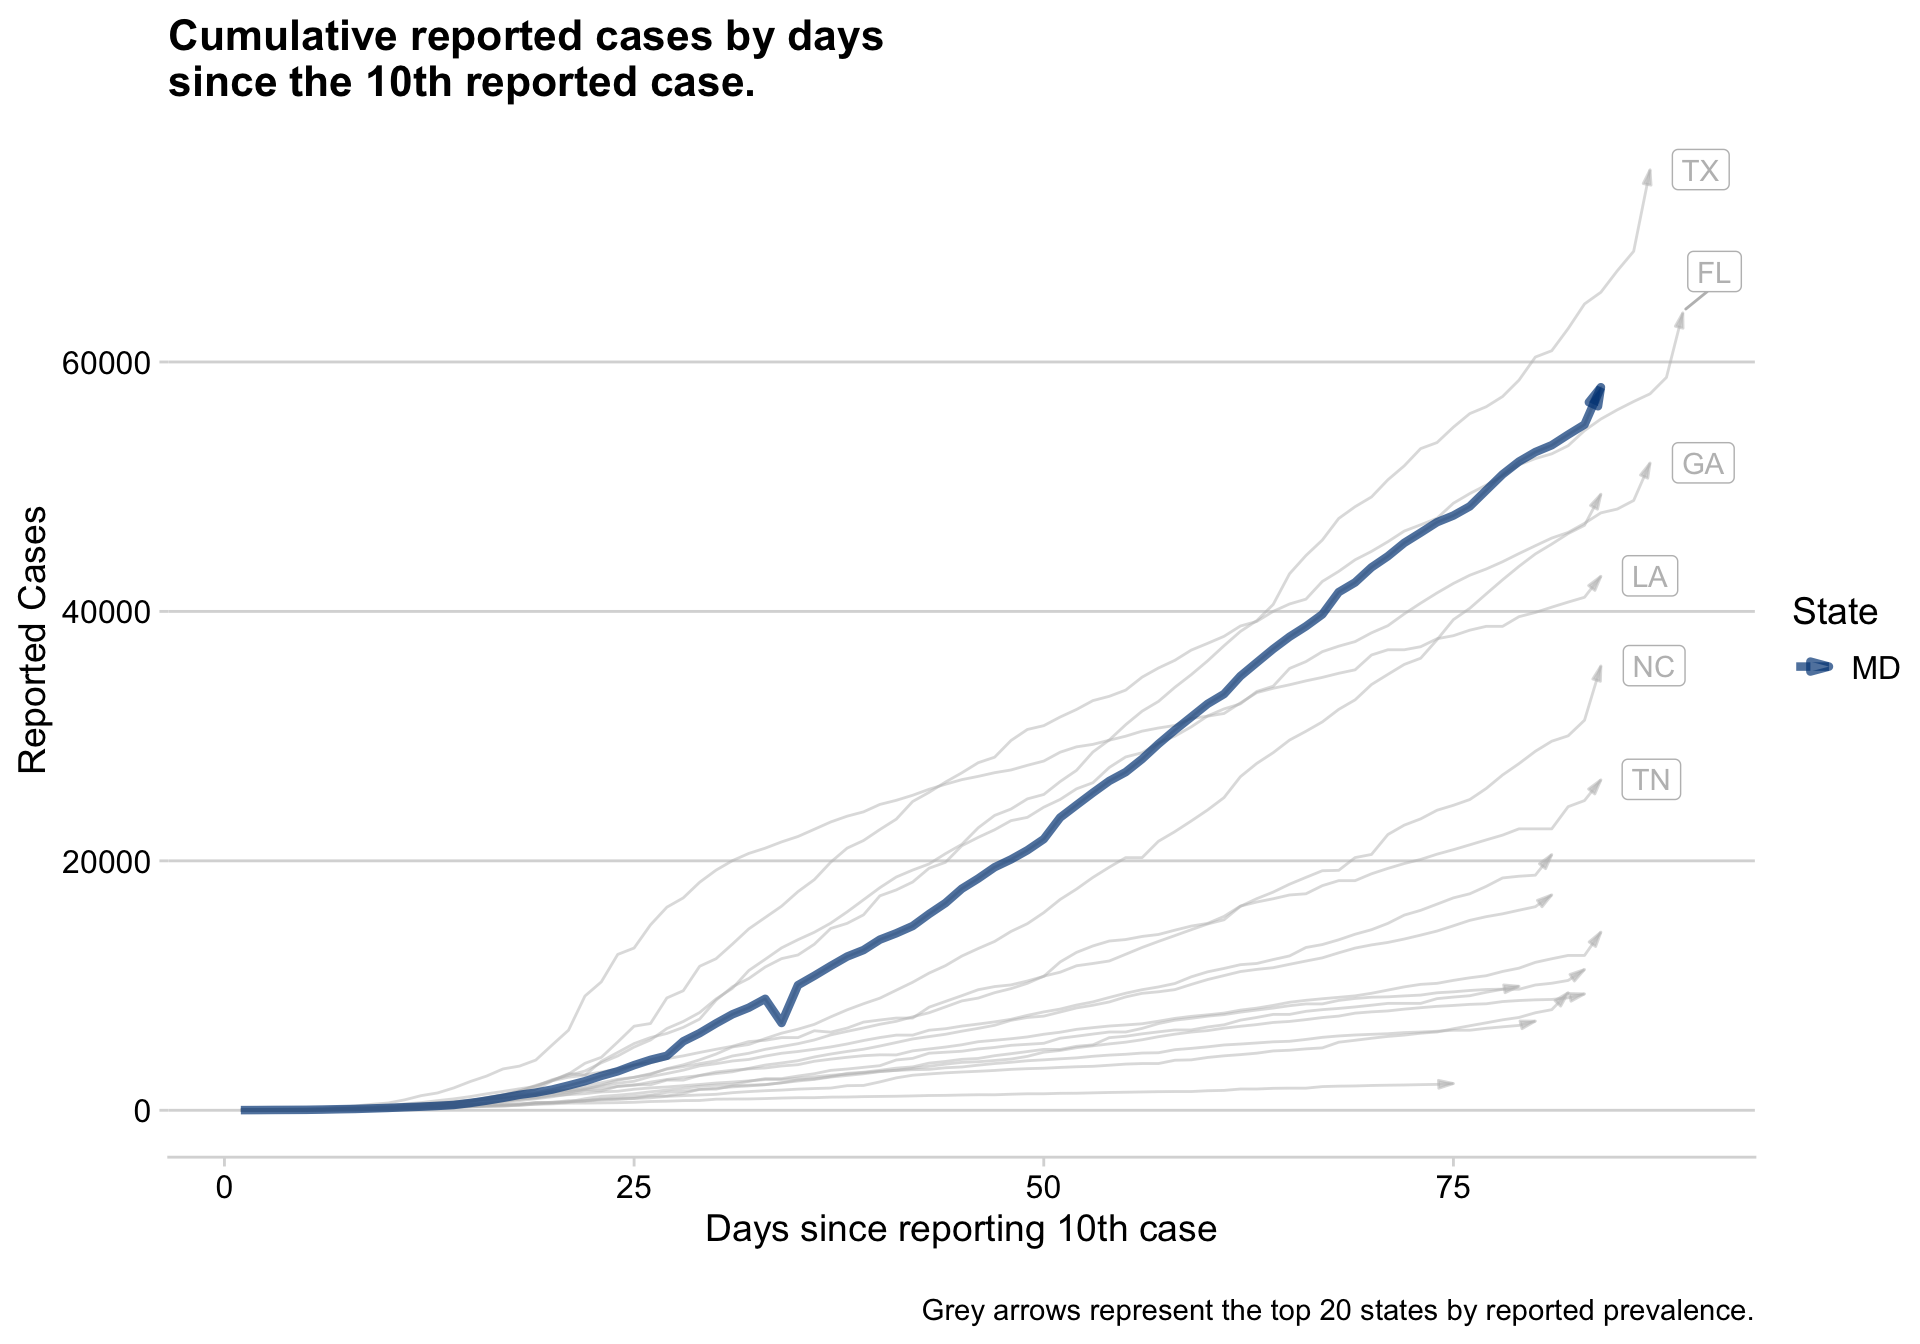 Cumulative reported cases by days
since the 10th reported case.
TX
FL
60000
GA
LA
40000
NC
TN
20000
0
Reported Cases
State
MD
0 25 50 75
Days since reporting 10th case
Grey arrows represent the top 20 states by reported prevalence.